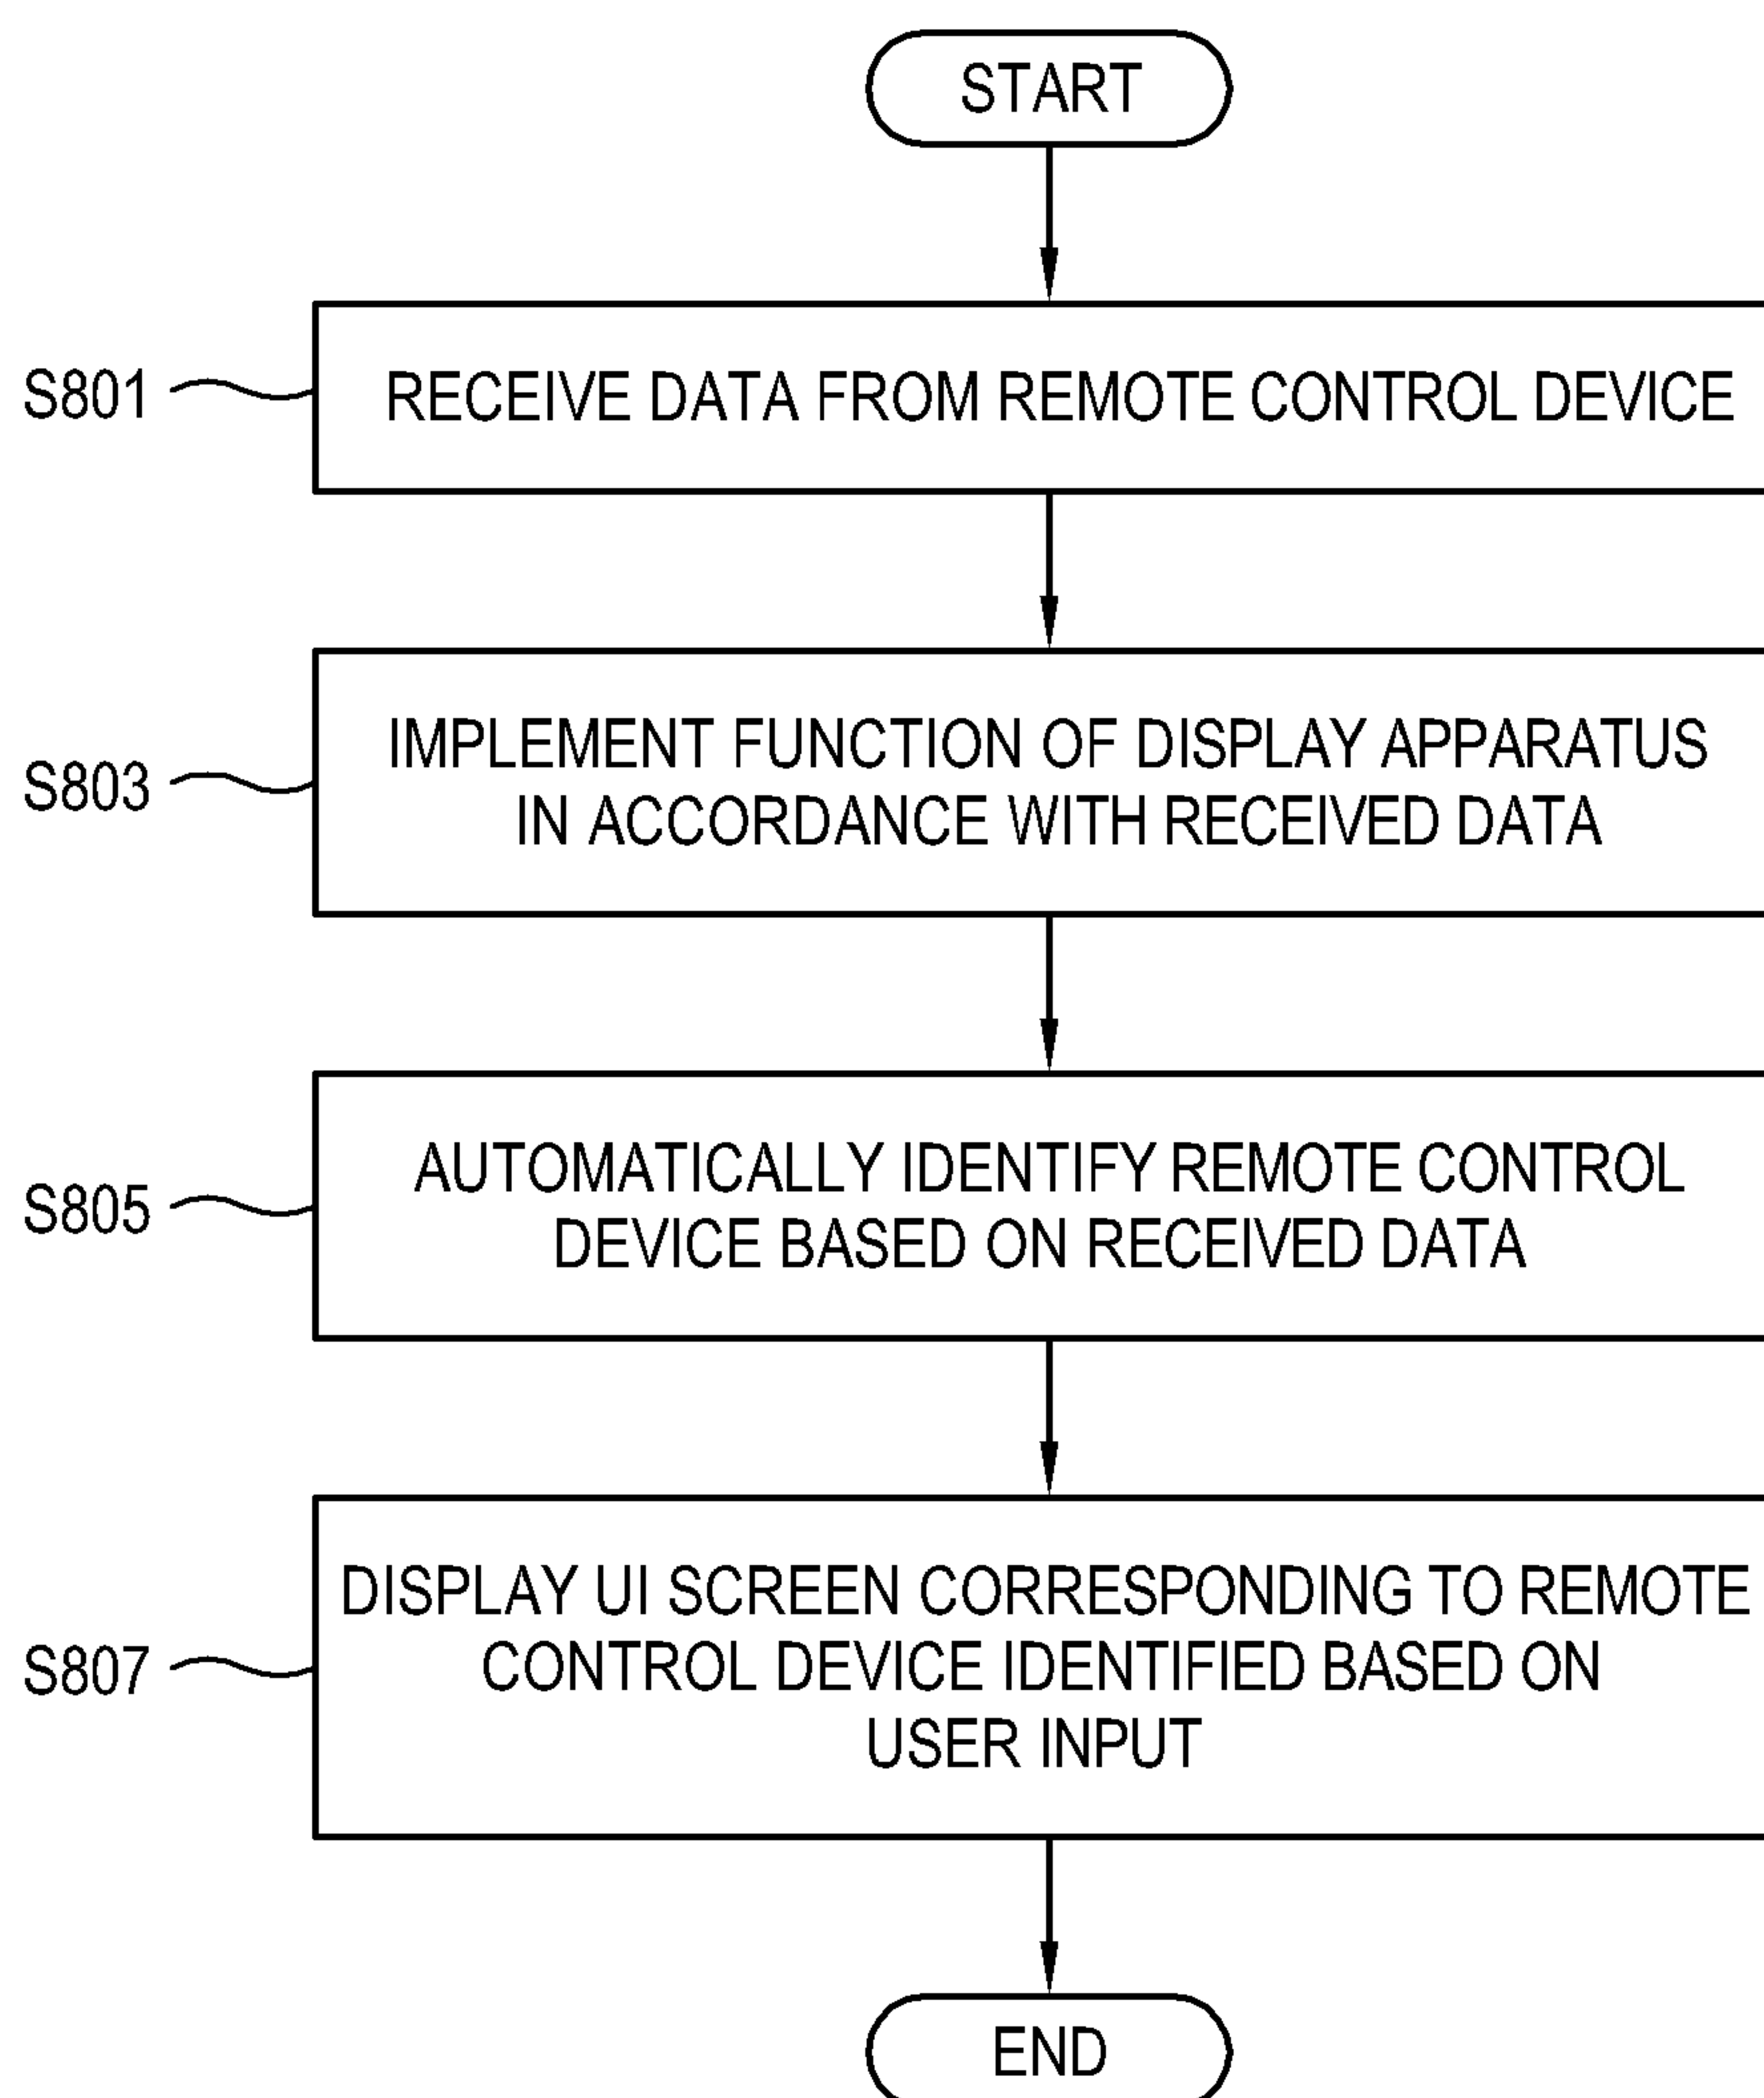 START
S801
RECEIVE DATA FROM REMOTE CONTROL DEVICE
S803
IMPLEMENT FUNCTION OF DISPLAY APPARATUS
IN ACCORDANCE WITH RECEIVED DATA
S805
AUTOMATICALLY IDENTIFY REMOTE CONTROL
DEVICE BASED ON RECEIVED DATA
S807
DISPLAY UI SCREEN CORRESPONDING TO REMOTE
CONTROL DEVICE IDENTIFIED BASED ON
USER INPUT
END